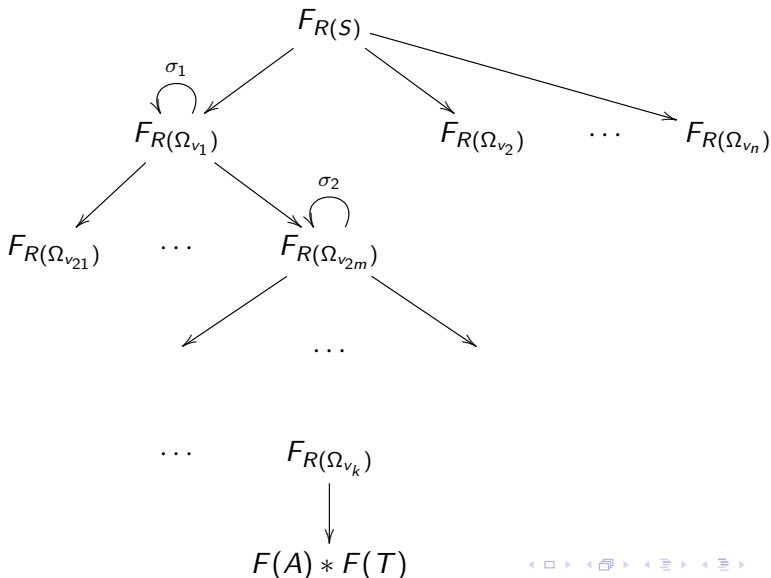 F_{R(S)}
σ_1
F_{R(Ω_{v_1})} F_{R(Ω_{v_2})} ⋯ F_{R(Ω_{v_n})}
σ_2
F_{R(Ω_{v_{21}})} ⋯ F_{R(Ω_{v_{2m}})}
⋯
⋯ F_{R(Ω_{v_k})}
F(A) ∗ F(T)